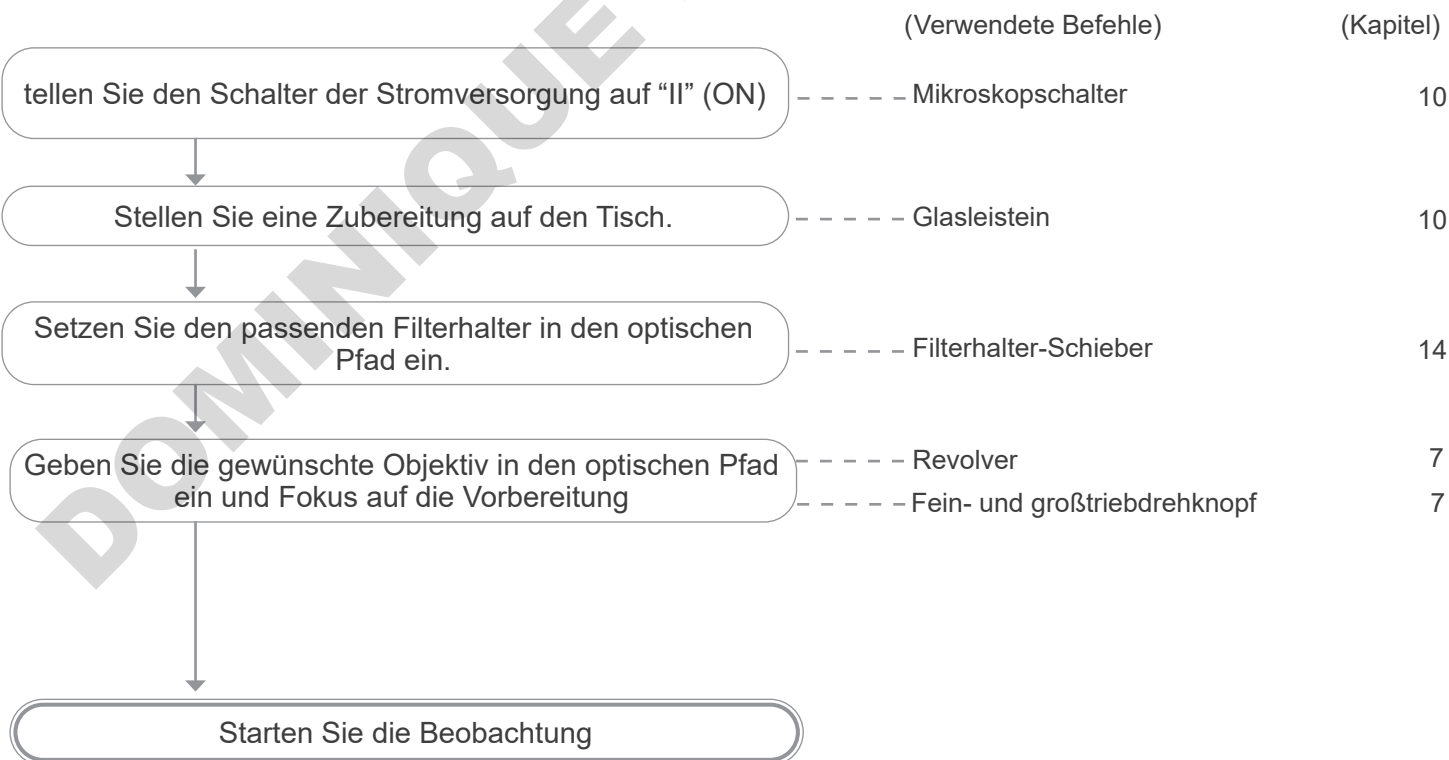 (Verwendete Befehle) (Kapitel)
tellen Sie den Schalter der Stromversorgung auf “II” (ON) Mikroskopschalter 10
Stellen Sie eine Zubereitung auf den Tisch. Glasleistein 10
Setzen Sie den passenden Filterhalter in den optischen
Pfad ein.
Filterhalter-Schieber 14
Geben Sie die gewünschte Objektiv in den optischen Pfad
ein und Fokus auf die Vorbereitung
Revolver 7
Fein- und großtriebdrehknopf 7
Starten Sie die Beobachtung
DOMINIQUE